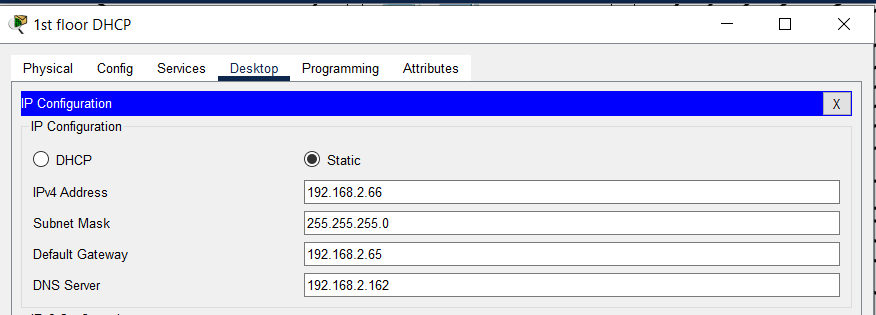 1st floor DHCP
Physical Config Services Desktop Programming Attributes
IP Configuration X
IP Configuration
DHCP Static
IPv4 Address 192.168.2.66
Subnet Mask 255.255.255.0
Default Gateway 192.168.2.65
DNS Server 192.168.2.162